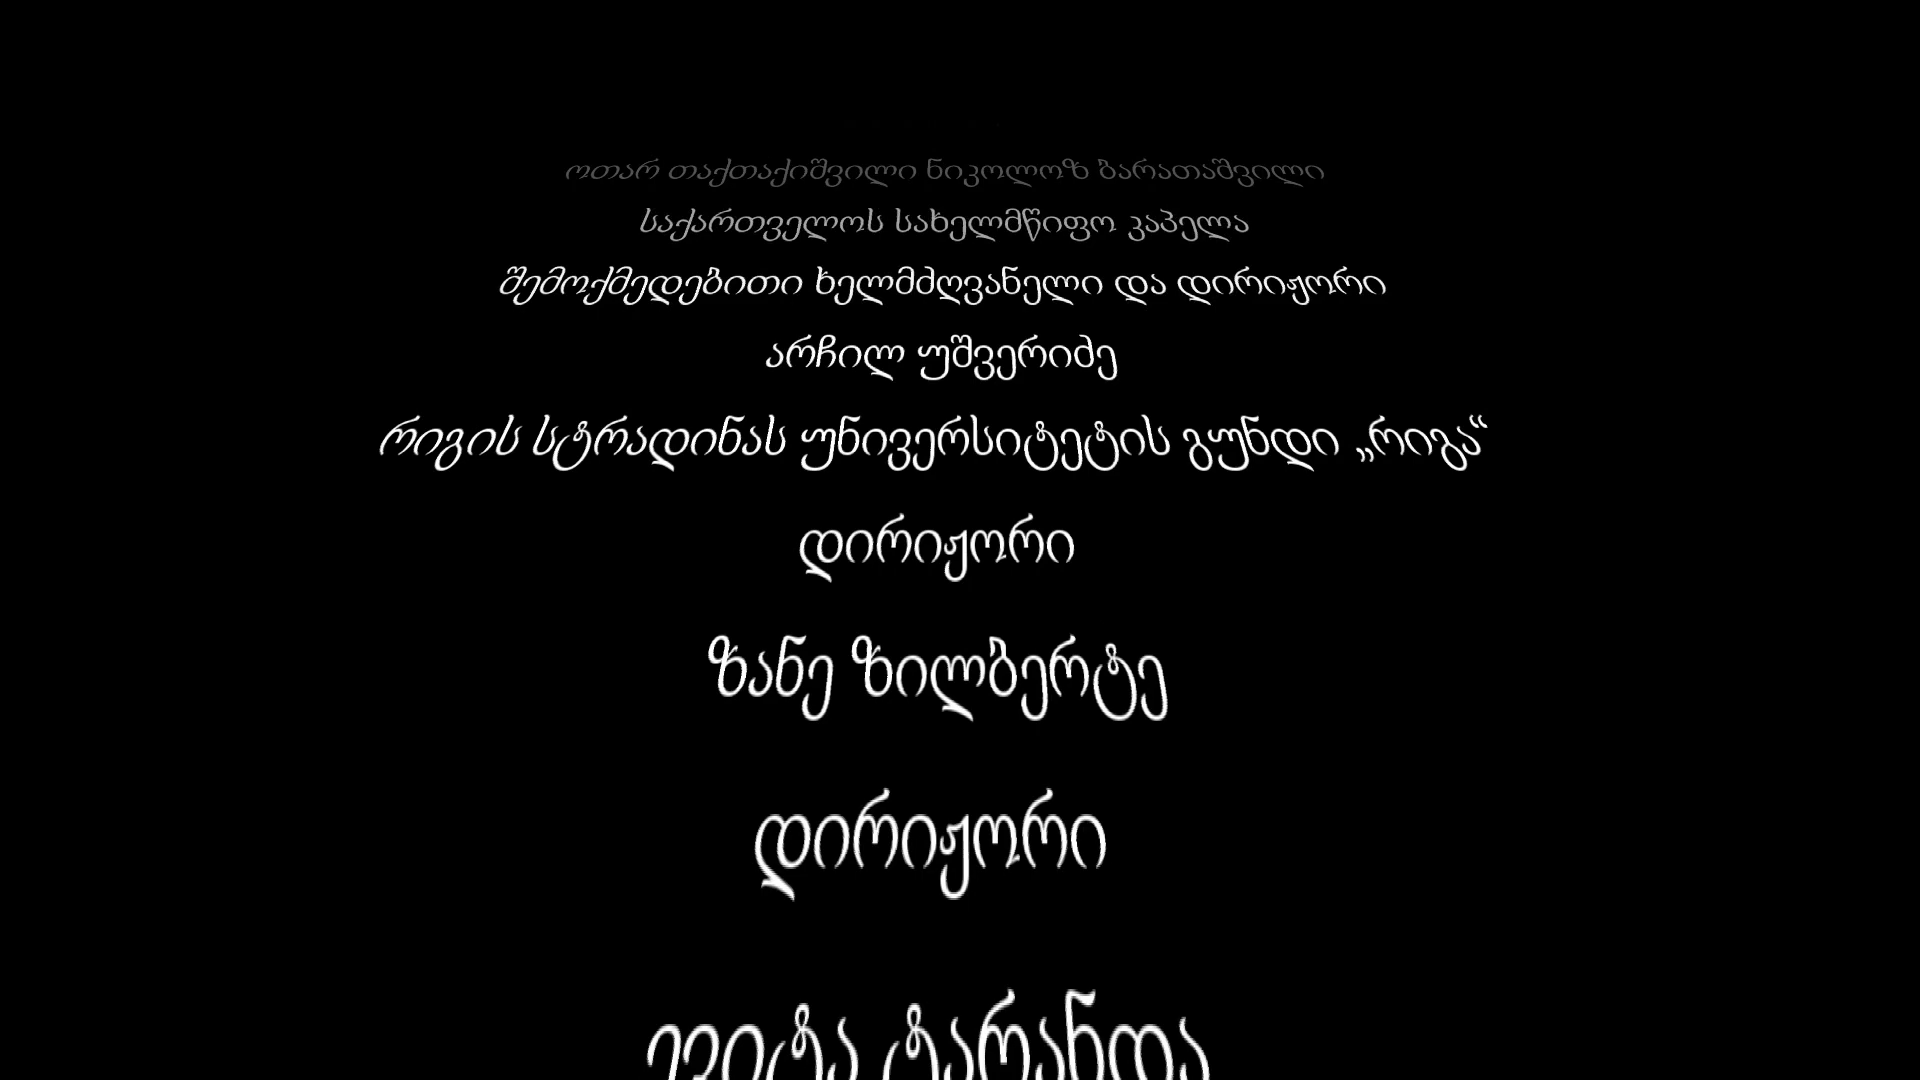 ოთარ თაქთაქიშვილი ნიკოლოზ ბარათაშვილი
საქართველოს სახელმწიფო კაპელა
შემოქმედებითი ხელმძღვანელი და დირიჟორი
არჩილ უშვერიძე
რიგის სტრადინას უნივერსიტეტის გუნდი „რიგა“
დირიჟორი
ზანე ზილბერტე
დირიჟორი
ტარანდა